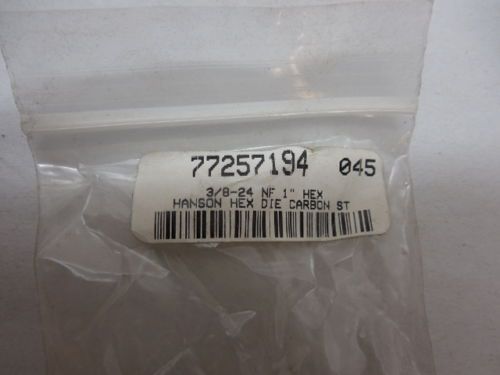 77257194 045
3/8-24 NF 1" HEX
HANSON HEX DIE CARBON ST